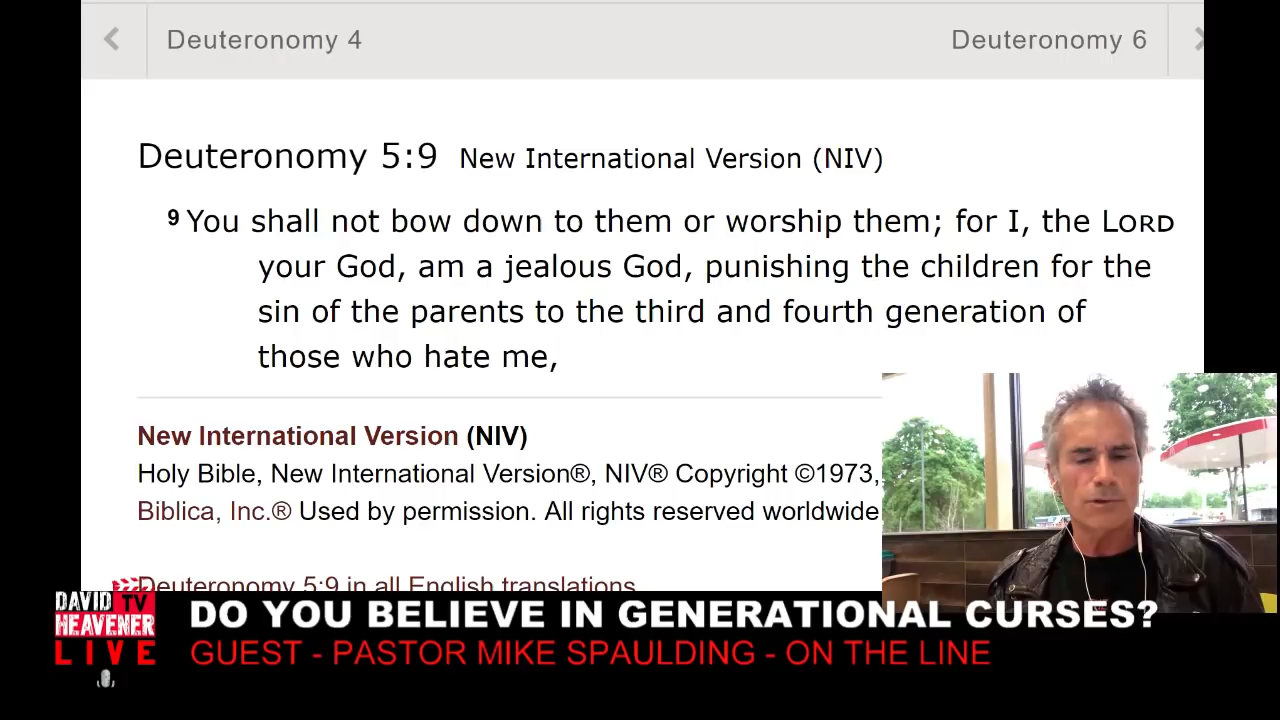 Deuteronomy 4
Deuteronomy 6
Deuteronomy 5:9 New International Version (NIV)
9 You shall not bow down to them or worship them; for I, the LORD
your God, am a jealous God, punishing the children for the
sin of the parents to the third and fourth generation of
those who hate me,
New International Version (NIV)
Holy Bible, New International Version®, NIV® Copyright ©1973,
Biblica, Inc.® Used by permission. All rights reserved worldwide
Deuteronomy 5:9 in all English translations
DAVID TV
HEAVENER
LIVE
DO YOU BELIEVE IN GENERATIONAL CURSES?
GUEST - PASTOR MIKE SPAULDING - ON THE LINE